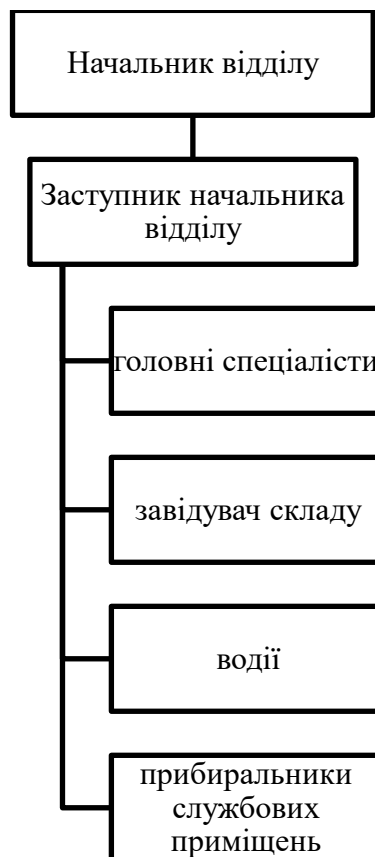 Начальник відділу
Заступник начальника
відділу
головні спеціалісти
завідувач складу
водії
прибиральники
службових
приміщень